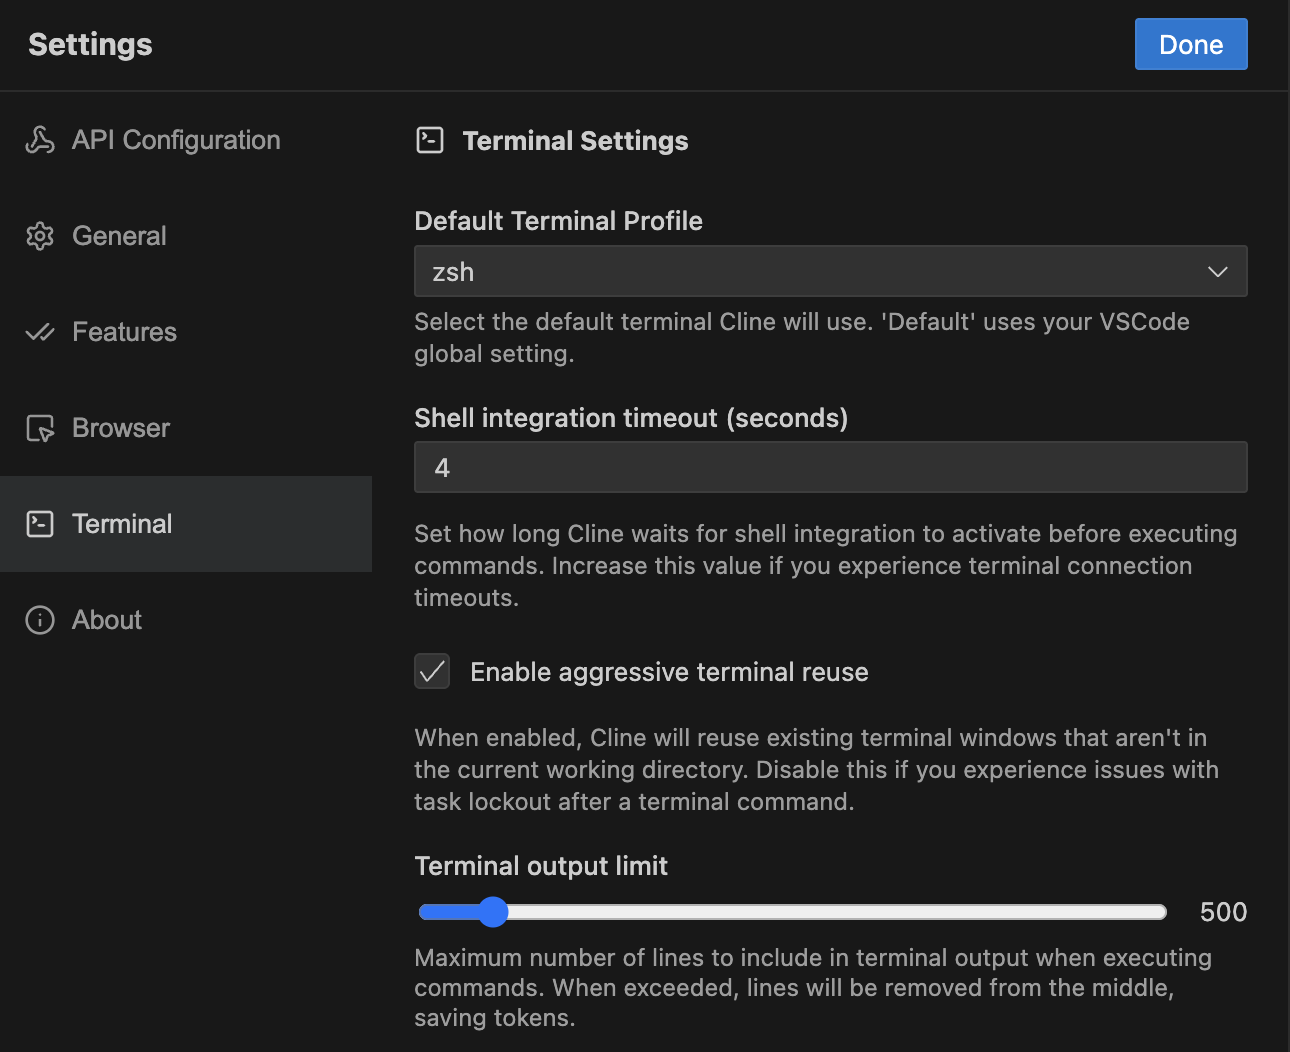 Settings
Done
API Configuration
General
Features
Browser
Terminal
About
Terminal Settings
Default Terminal Profile
zsh
Select the default terminal Cline will use. 'Default' uses your VSCode
global setting.
Shell integration timeout (seconds)
4
Set how long Cline waits for shell integration to activate before executing
commands. Increase this value if you experience terminal connection
timeouts.
Enable aggressive terminal reuse
When enabled, Cline will reuse existing terminal windows that aren't in
the current working directory. Disable this if you experience issues with
task lockout after a terminal command.
Terminal output limit
500
Maximum number of lines to include in terminal output when executing
commands. When exceeded, lines will be removed from the middle,
saving tokens.